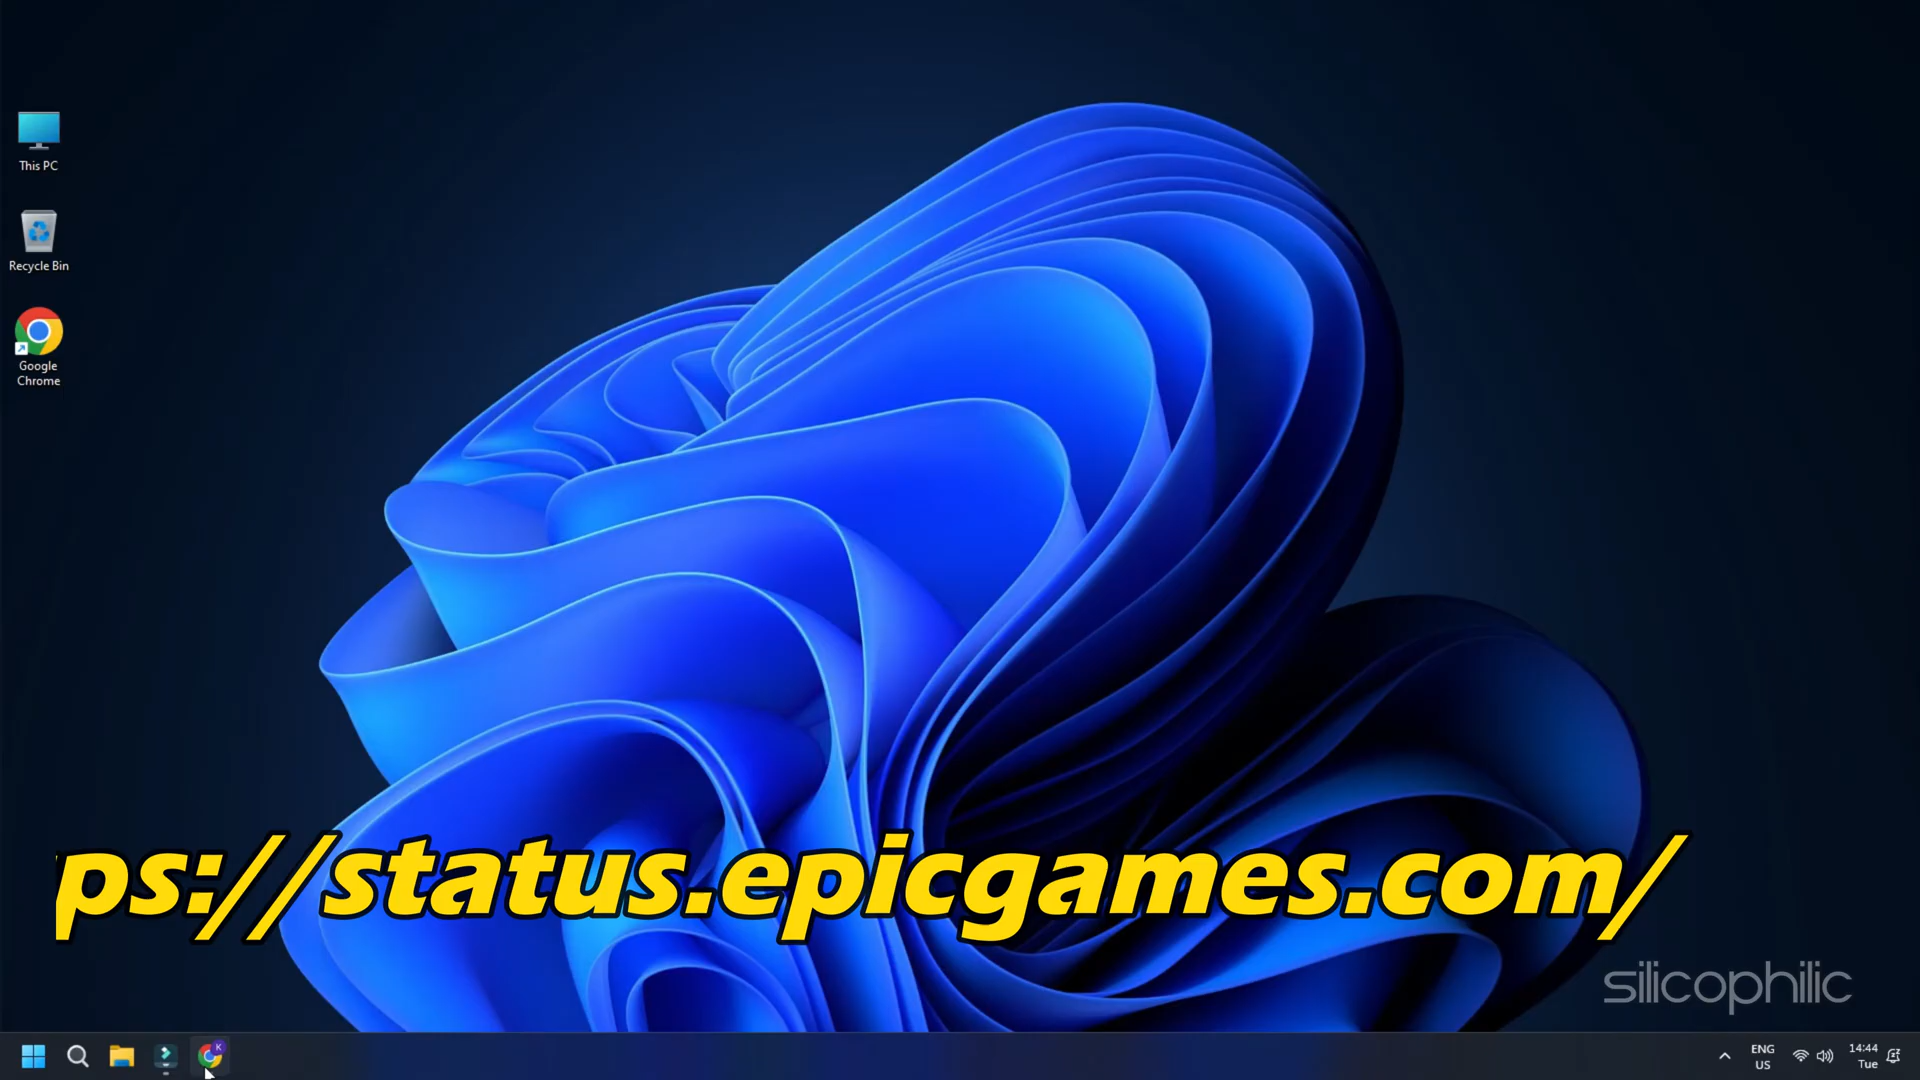 This PC
Recycle Bin
Google
Chrome
ps://status.epicgames.com/
silicophilic
K
ENG
US
14:44
Tue